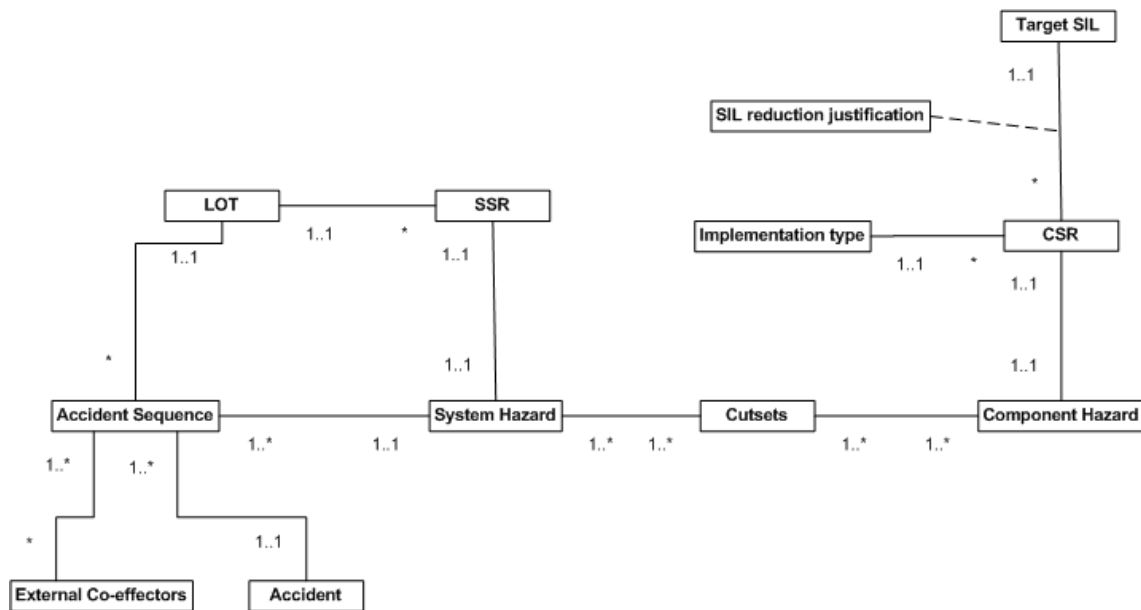 Target SIL
1..1
SIL reduction justification
*
LOT
SSR
1..1
*
Implementation type
CSR
1..1
1..1
1..1
*
1..1
*
1..1
1..1
Accident Sequence
System Hazard
Cutsets
Component Hazard
1..*
1..1
1..*
1..*
1..*
1..*
1..*
1..*
*
1..1
External Co-effectors
Accident